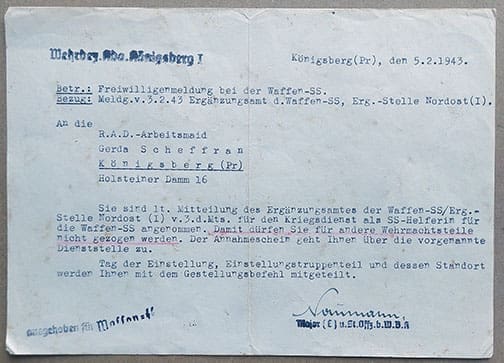 Wehrbez.Kdo.Königsberg I
Königsberg(Pr), den 5.2.1943.
Betr.: Freiwilligenmeldung bei der Waffen-SS.
Bezug: Meldg.v.3.2.43 Ergänzungsamt d.Waffen-SS, Erg.-Stelle Nordost(I).
An die
R.A.D.-Arbeitsmaid
Gerda Scheffran
Königsberg (Pr)
Holsteiner Damm 16
Sie sind lt. Mitteilung des Ergänzungsamtes der Waffen-SS/Erg.-
Stelle Nordost (I) v.3.d.Mts. für den Kriegsdienst als SS-Helferin für
die Waffen-SS angenommen. Damit dürfen Sie für andere Wehrmachtsteile
nicht gezogen werden. Der Annahmeschein geht Ihnen über die vorgenannte
Dienststelle zu.
Tag der Einstellung, Einstellungstruppenteil und dessen Standort
werden Ihnen mit dem Gestellungsbefehl mitgeteilt.
Naumann
ausgehoben für Waffen SS
Major (E) u.St.Offz.b.W.B.K